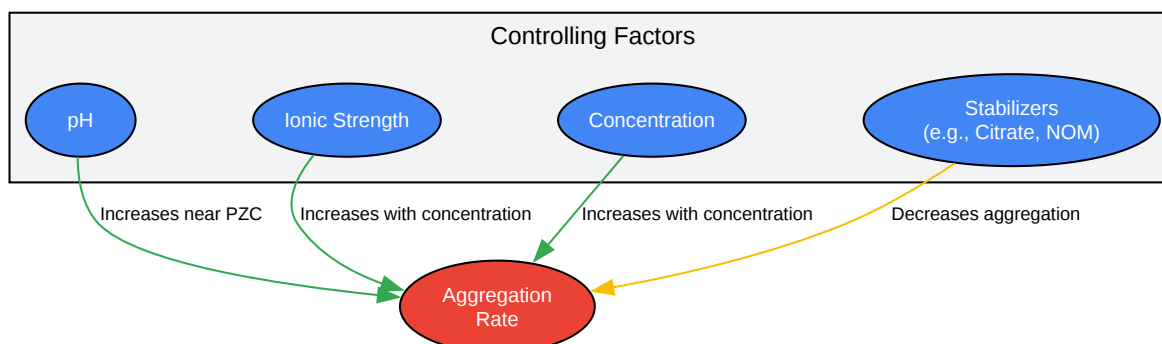 Controlling Factors
pH
Ionic Strength
Concentration
Stabilizers
(e.g., Citrate, NOM)
Increases near PZC
Increases with concentration
Increases with concentration
Decreases aggregation
Aggregation
Rate